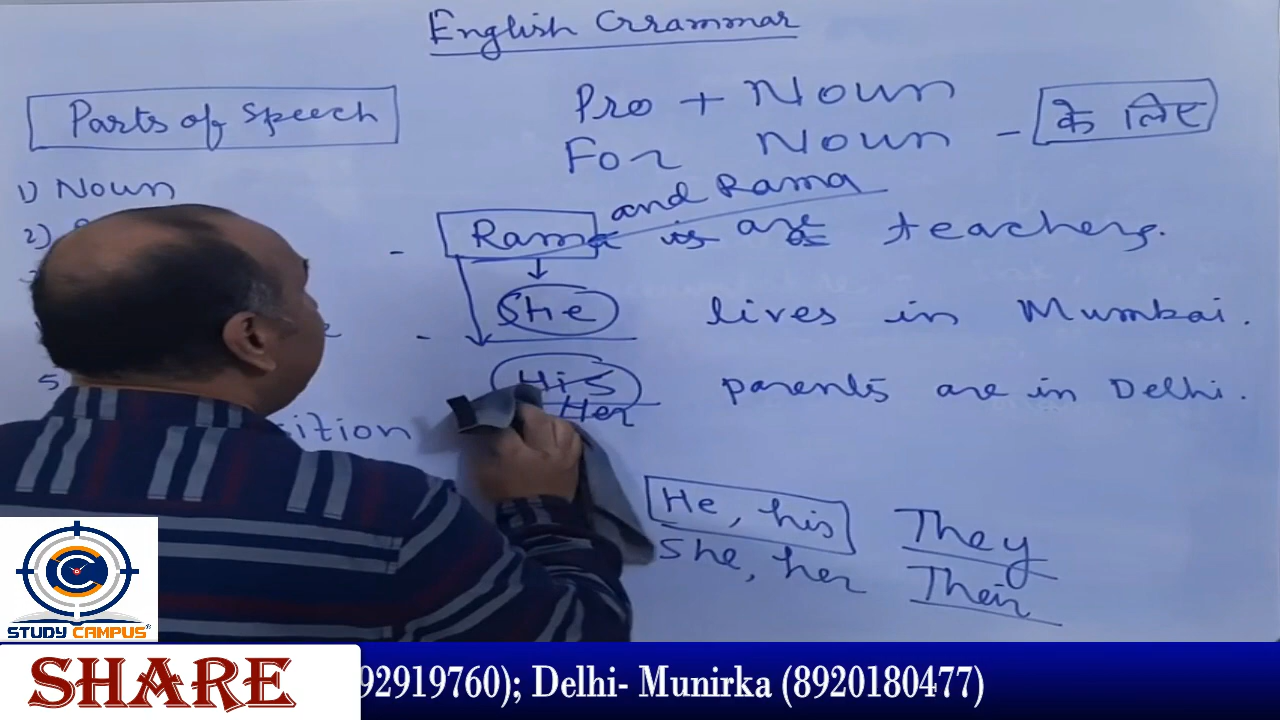 English Grammar
Parts of speech
Pro + Noun
For Noun - के लिए
1) Noun
2)
and Rama
- Rama is are teachers.
- She lives in Mumbai.
5
His parents are in Delhi.
Her
sition
He, his They
She, her Their
STUDY CAMPUS
SHARE 92919760); Delhi- Munirka (8920180477)